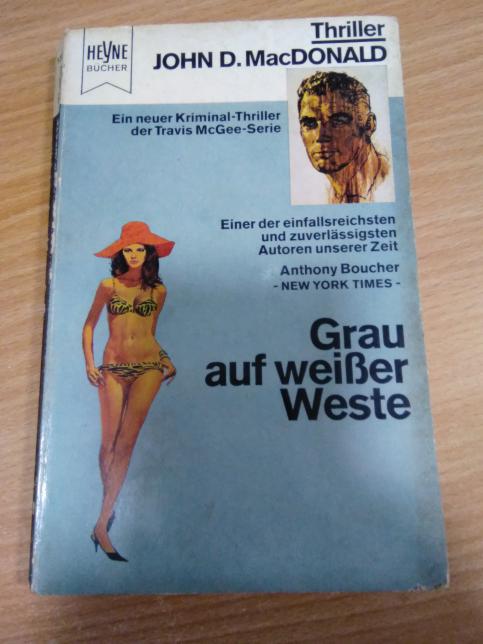 HEYNE
BÜCHER
Thriller
JOHN D. MacDONALD
Ein neuer Kriminal-Thriller
der Travis McGee-Serie
Einer der einfallsreichsten
und zuverlässigsten
Autoren unserer Zeit
Anthony Boucher
- NEW YORK TIMES -
Grau
auf weißer
Weste